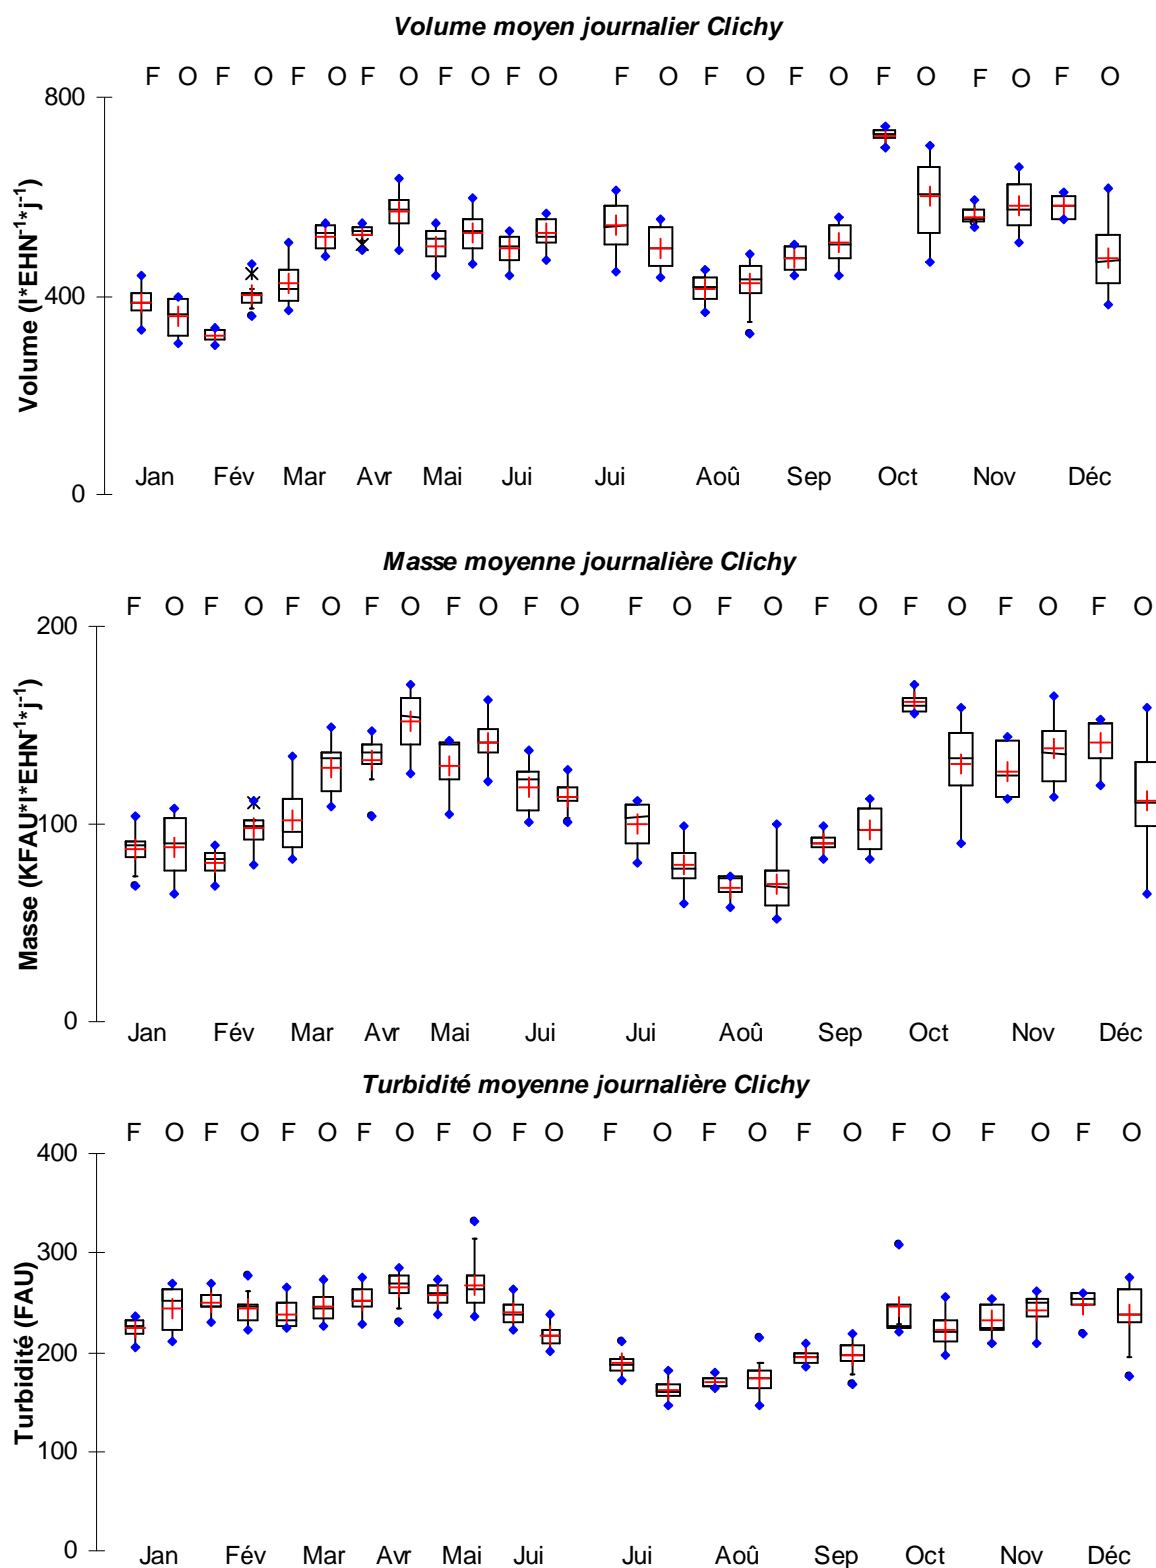 Volume moyen journalier Clichy
F O F O F O F O F O F O F O F O F O F O F O F O
800
400
0
Volume (l*EHN⁻¹*j⁻¹)
Jan Fév Mar Avr Mai Jui Jui Aoû Sep Oct Nov Déc
Masse moyenne journalière Clichy
F O F O F O F O F O F O F O F O F O F O F O F O
200
100
0
Masse (KFAU*l*EHN⁻¹*j⁻¹)
Jan Fév Mar Avr Mai Jui Jui Aoû Sep Oct Nov Déc
Turbidité moyenne journalière Clichy
F O F O F O F O F O F O F O F O F O F O F O F O
400
300
200
100
0
Turbidité (FAU)
Jan Fév Mar Avr Mai Jui Jui Aoû Sep Oct Nov Déc